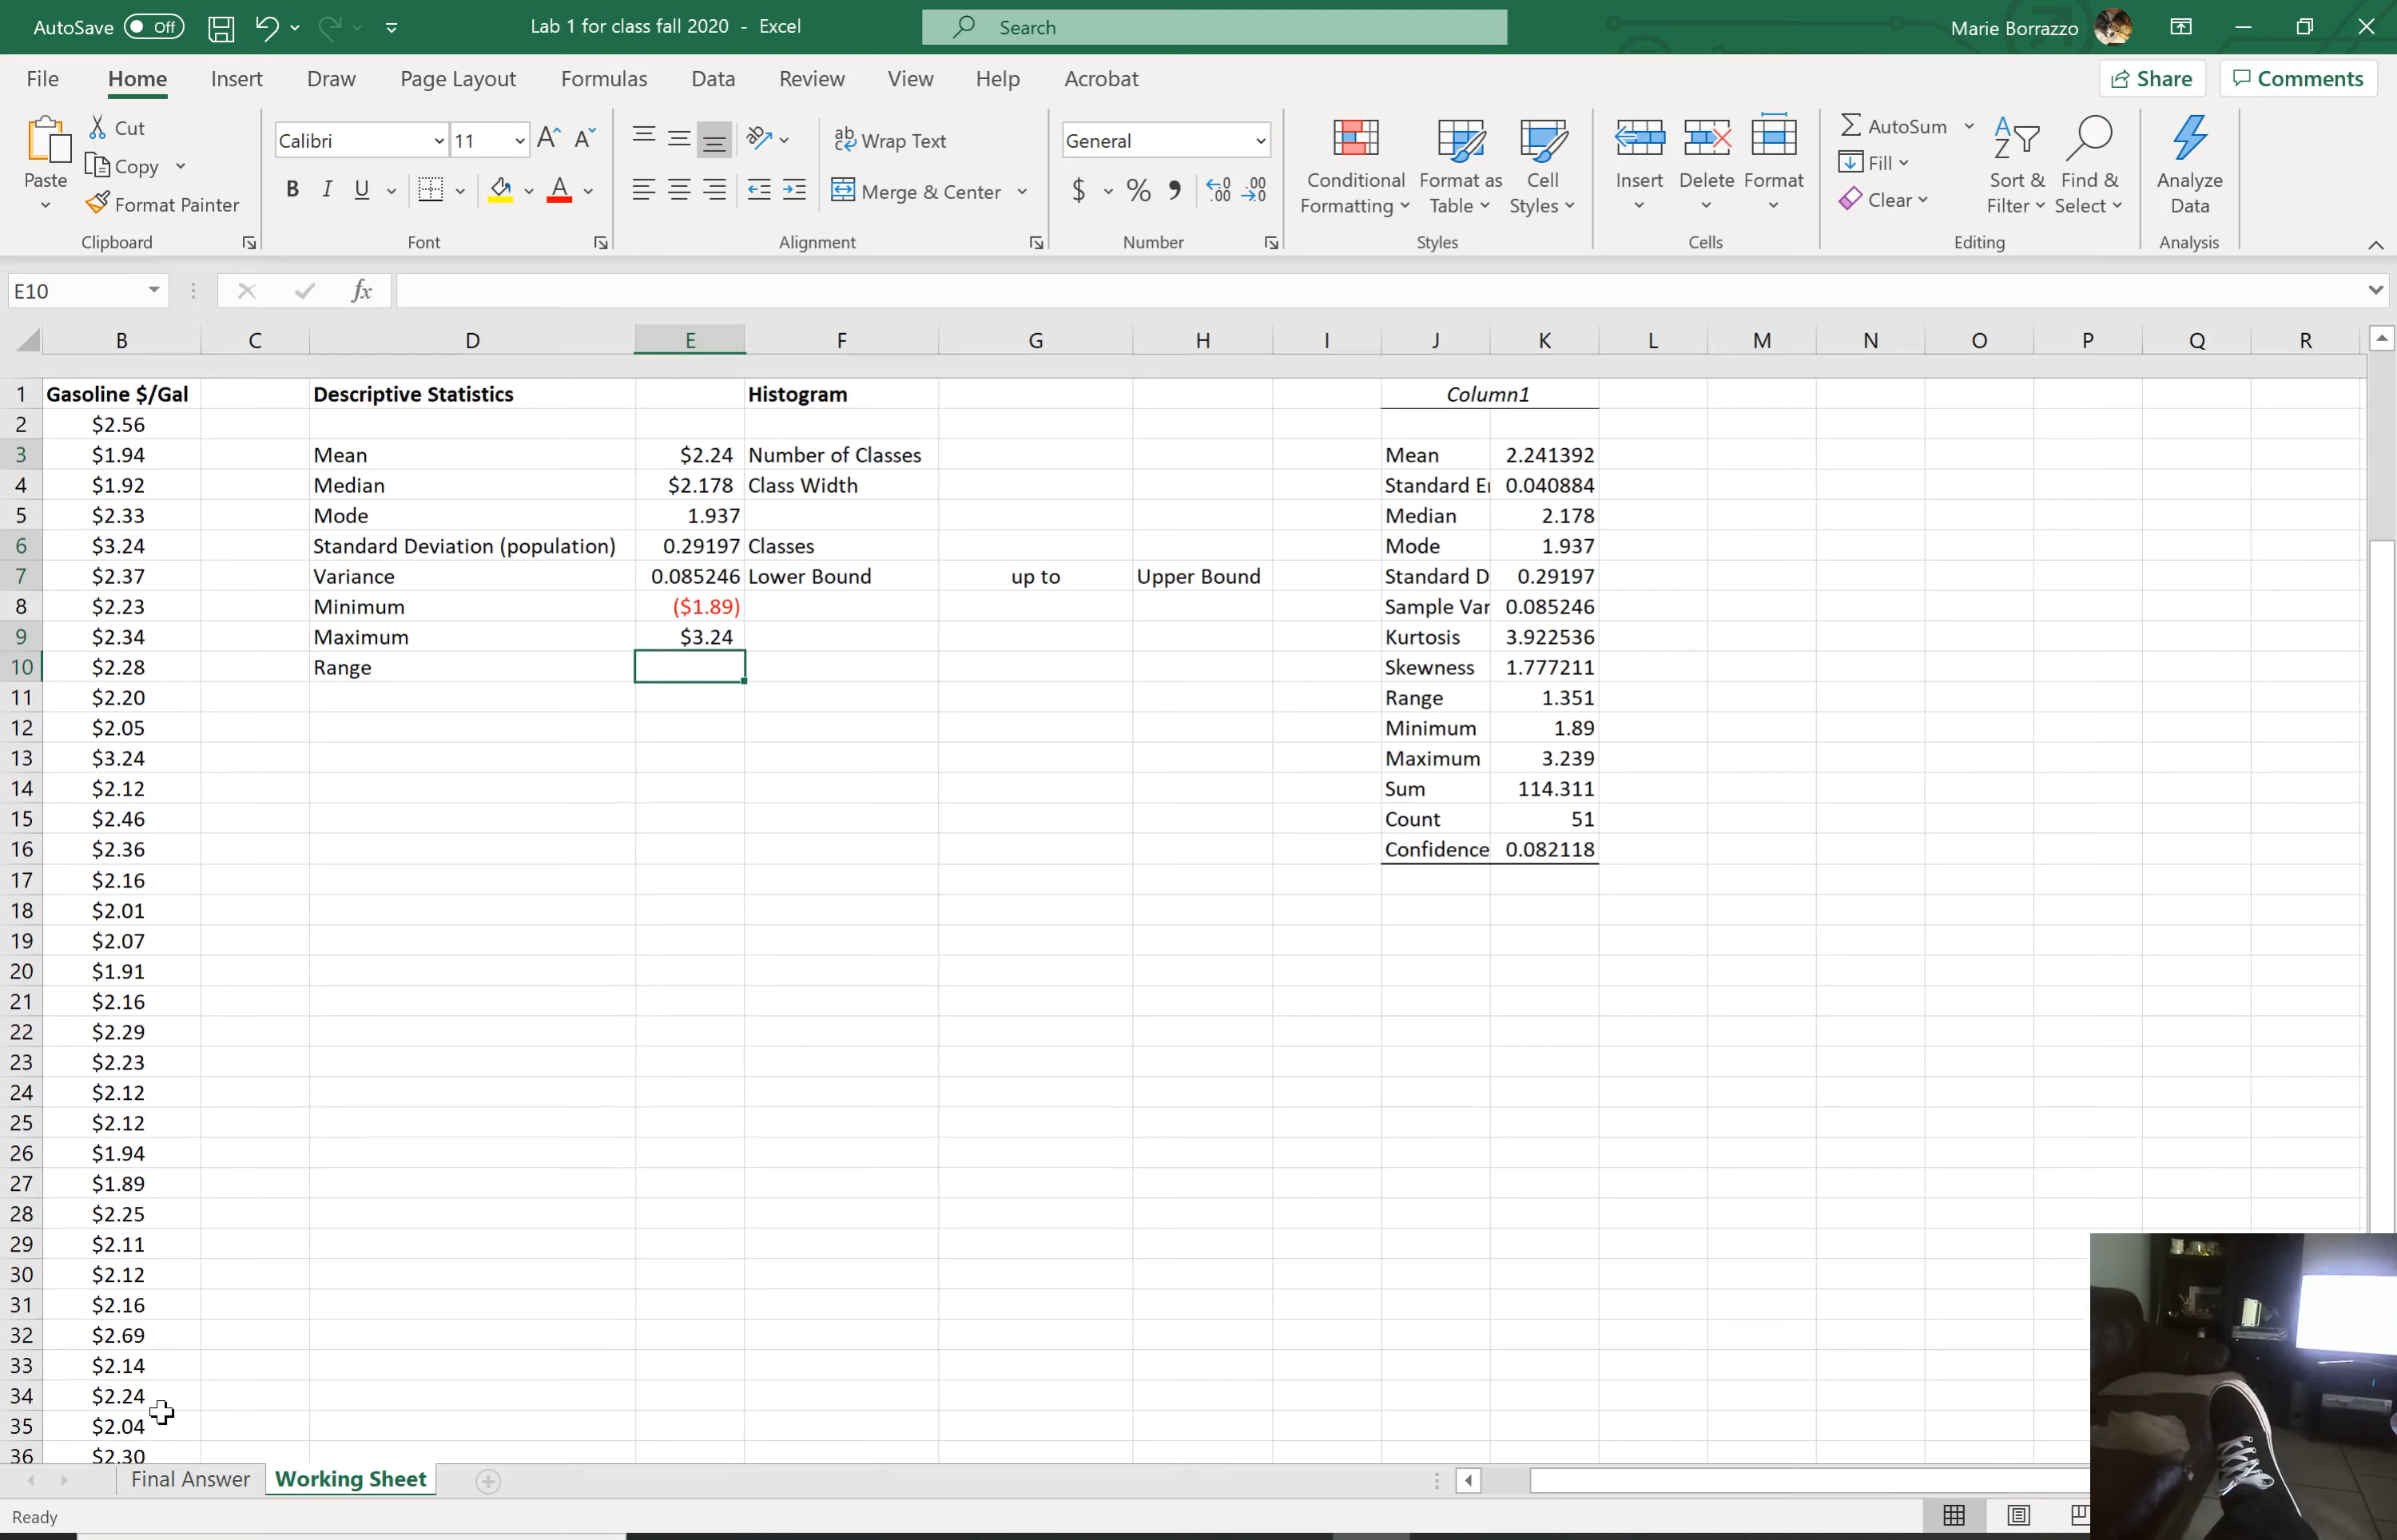 AutoSave Off Lab 1 for class fall 2020 - Excel Search Marie Borrazzo
File Home Insert Draw Page Layout Formulas Data Review View Help Acrobat Share Comments
Paste Cut Copy Format Painter Clipboard
Calibri 11 A A B I U A Font
ab Wrap Text Merge & Center Alignment
General $ % 9 .00 .00 Number
Conditional Formatting Format as Table Cell Styles Styles
Insert Delete Format Cells
AutoSum Fill Clear Sort & Filter Find & Select Editing
Analyze Data Analysis
E10 fx
B C D E F G H I J K L M N O P Q R
1 Gasoline $/Gal Descriptive Statistics Histogram Column1
2 $2.56
3 $1.94 Mean $2.24 Number of Classes Mean 2.241392
4 $1.92 Median $2.178 Class Width Standard Er 0.040884
5 $2.33 Mode 1.937 Median 2.178
6 $3.24 Standard Deviation (population) 0.29197 Classes Mode 1.937
7 $2.37 Variance 0.085246 Lower Bound up to Upper Bound Standard D 0.29197
8 $2.23 Minimum ($1.89) Sample Var 0.085246
9 $2.34 Maximum $3.24 Kurtosis 3.922536
10 $2.28 Range Skewness 1.777211
11 $2.20 Range 1.351
12 $2.05 Minimum 1.89
13 $3.24 Maximum 3.239
14 $2.12 Sum 114.311
15 $2.46 Count 51
16 $2.36 Confidence 0.082118
17 $2.16
18 $2.01
19 $2.07
20 $1.91
21 $2.16
22 $2.29
23 $2.23
24 $2.12
25 $2.12
26 $1.94
27 $1.89
28 $2.25
29 $2.11
30 $2.12
31 $2.16
32 $2.69
33 $2.14
34 $2.24
35 $2.04
36 $2.30
Final Answer Working Sheet
Ready